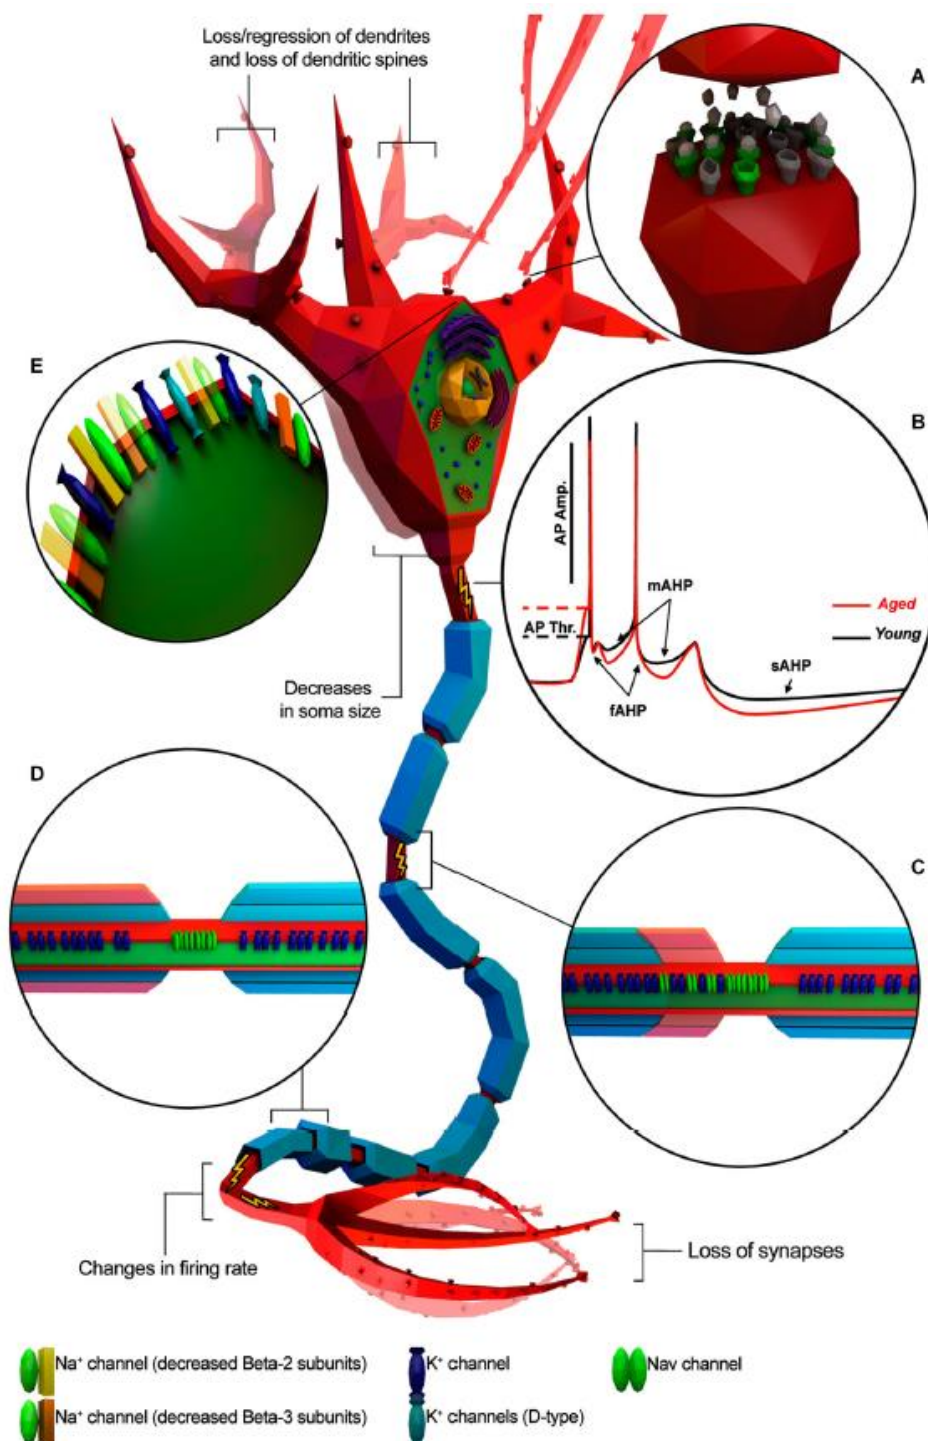 Loss/regression of dendrites
and loss of dendritic spines
A
E
B
AP Amp.
mAHP
Aged
AP Thr.
Young
sAHP
fAHP
Decreases
in soma size
D
C
Changes in firing rate
Loss of synapses
Na⁺ channel (decreased Beta-2 subunits)
K⁺ channel
Nav channel
Na⁺ channel (decreased Beta-3 subunits)
K⁺ channels (D-type)